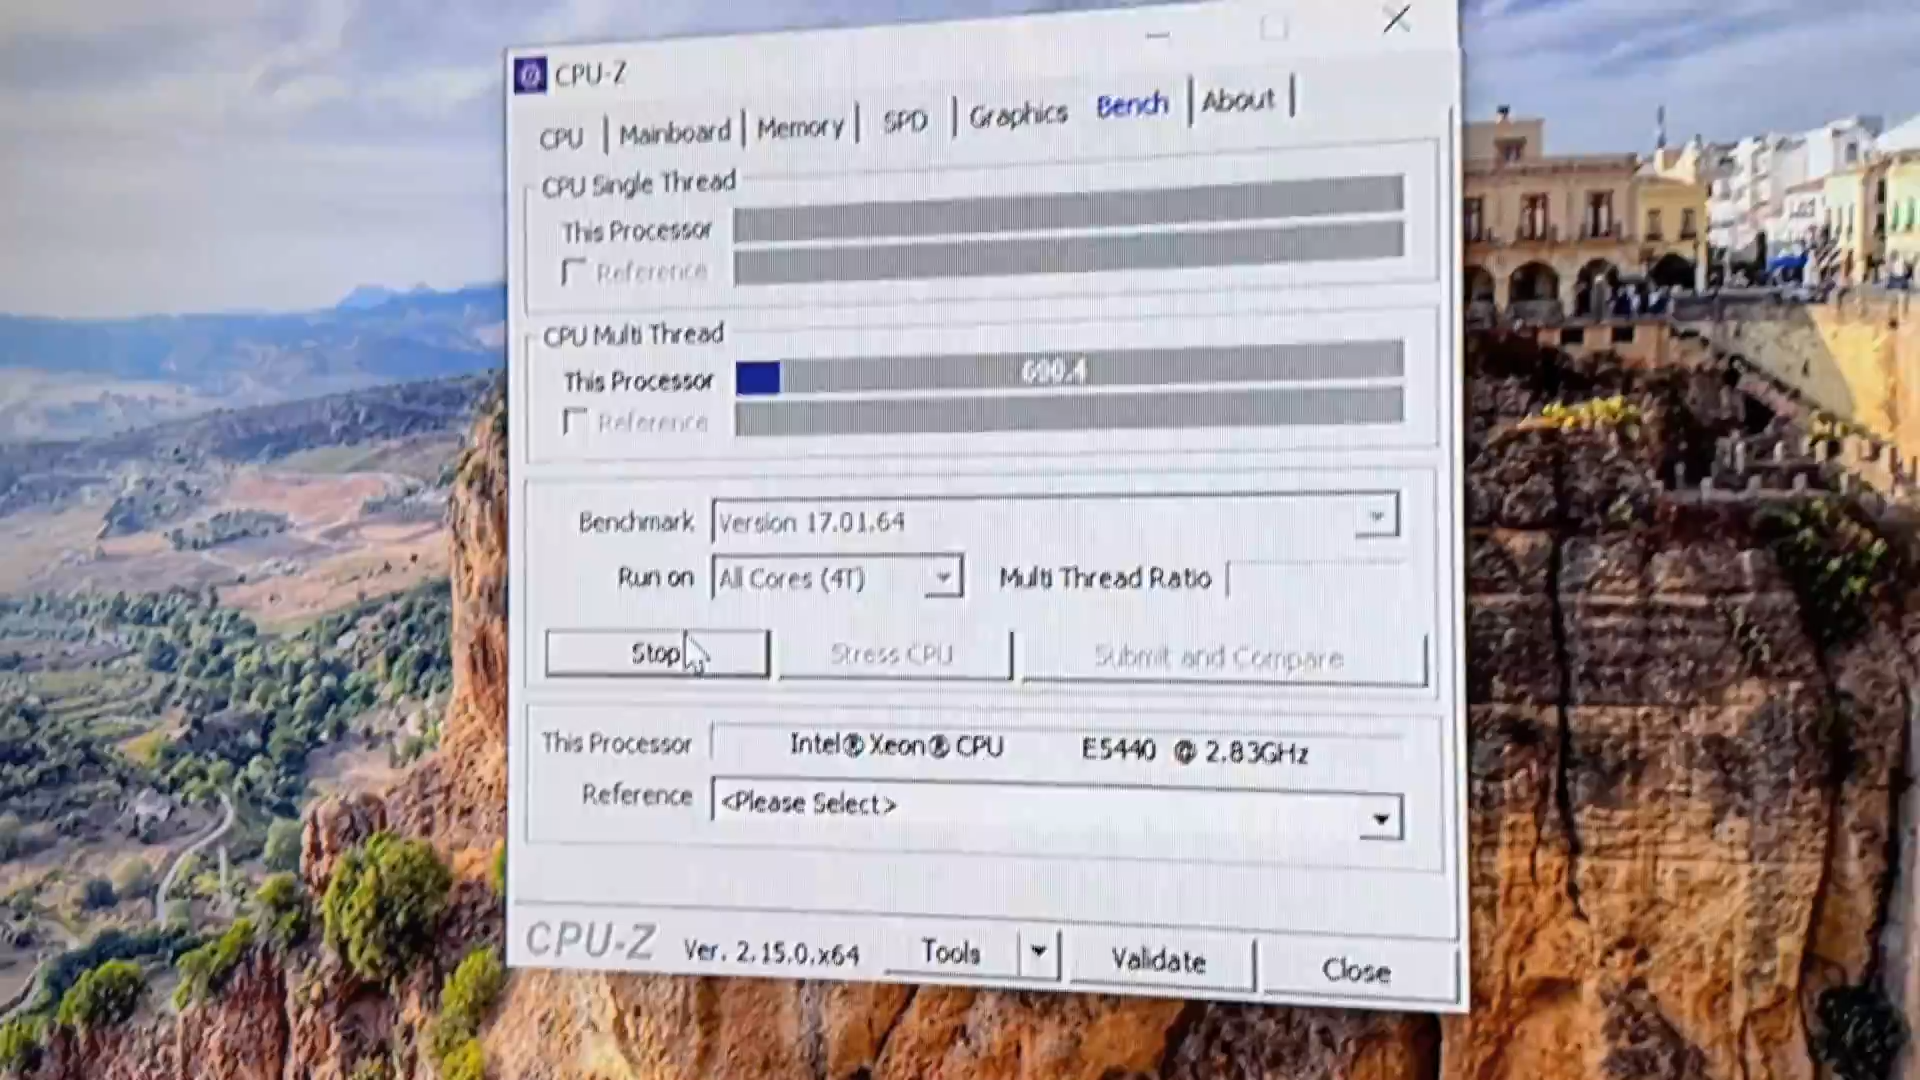 CPU-Z
CPU Mainboard Memory SPD Graphics Bench About
CPU Single Thread
This Processor
Reference
CPU Multi Thread
This Processor 690.4
Reference
Benchmark Version 17.01.64
Run on All Cores (4T) Multi Thread Ratio
Stop Stress CPU Submit and Compare
This Processor Intel® Xeon® CPU E5440 @ 2.83GHz
Reference <Please Select>
CPU-Z Ver. 2.15.0.x64 Tools Validate Close